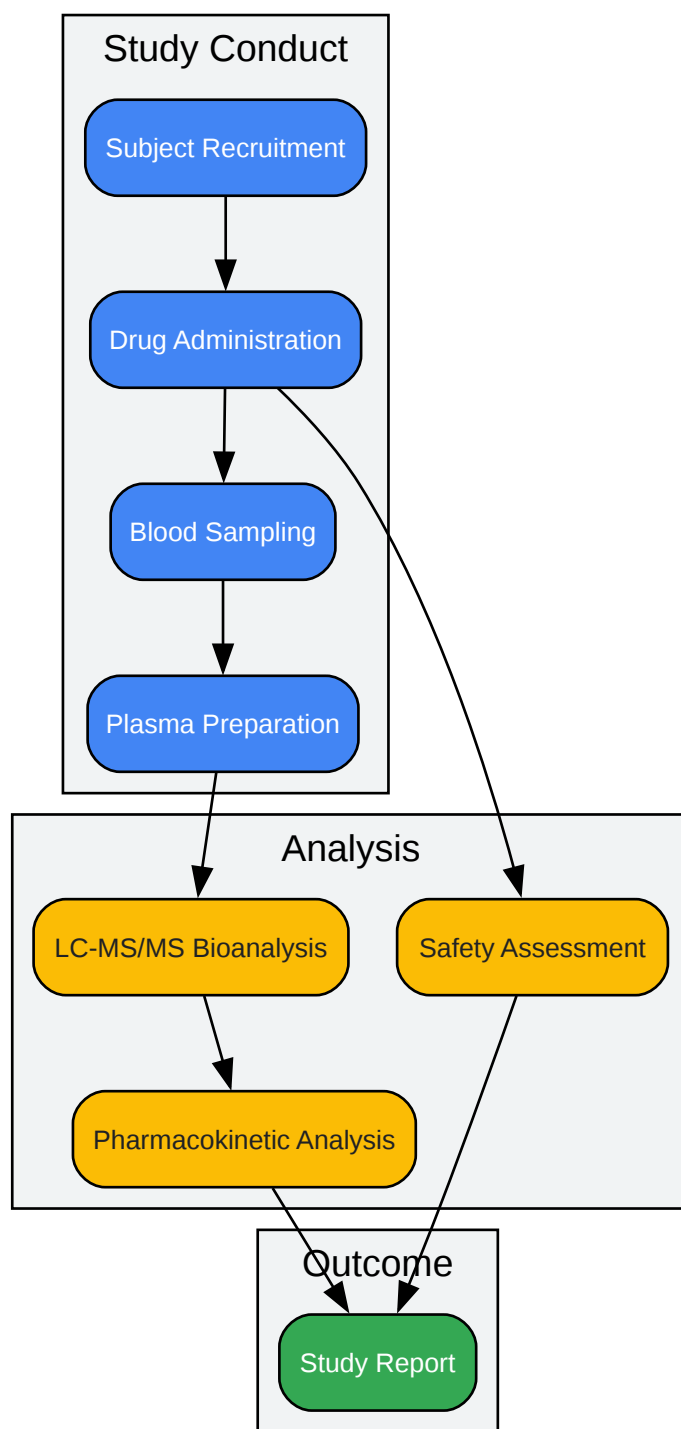 Study Conduct
Subject Recruitment
Drug Administration
Blood Sampling
Plasma Preparation
Analysis
LC-MS/MS Bioanalysis
Safety Assessment
Pharmacokinetic Analysis
Outcome
Study Report